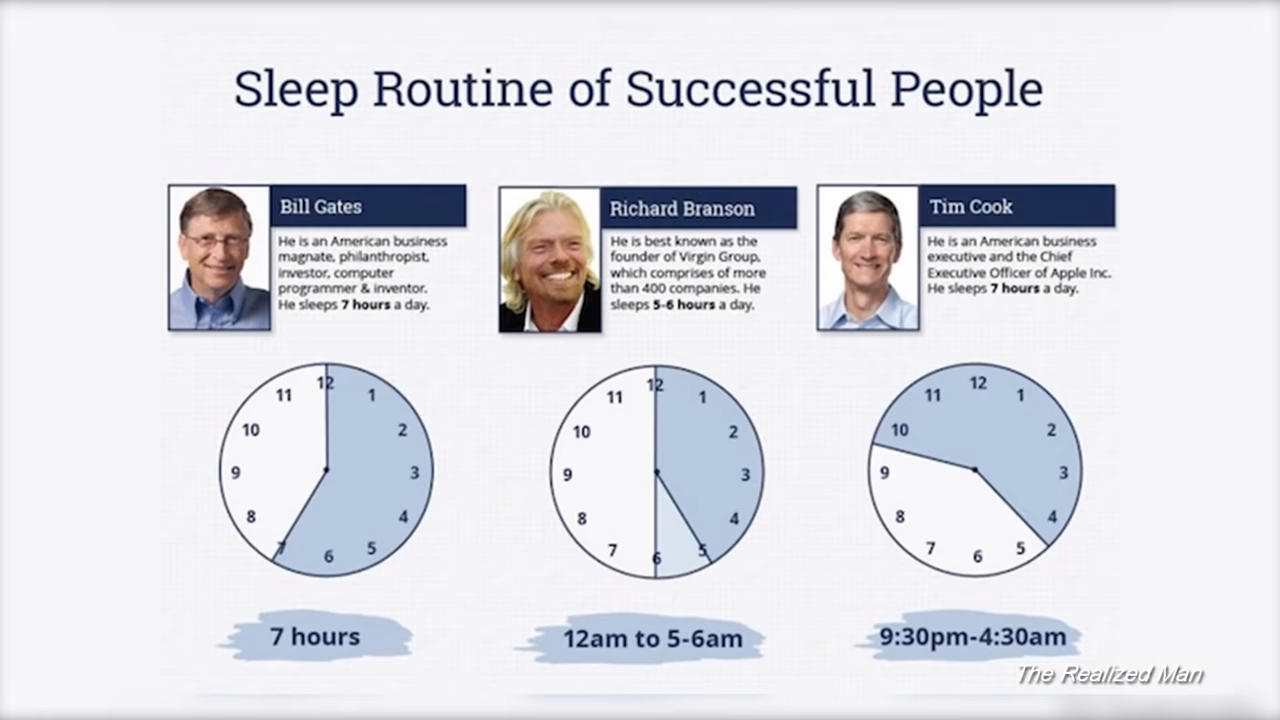 Sleep Routine of Successful People
Bill Gates
He is an American business
magnate, philanthropist,
investor, computer
programmer & investor.
He sleeps 7 hours a day.
Richard Branson
He is best known as the
founder of Virgin Group,
which comprises of more
than 400 companies. He
sleeps 5-6 hours a day.
Tim Cook
He is an American business
executive and the Chief
Executive Officer of Apple Inc.
He sleeps 7 hours a day.
12
1
2
3
4
5
6
7
8
9
10
11
12
1
2
3
4
5
6
7
8
9
10
11
12
1
2
3
4
5
6
7
8
9
10
11
7 hours
12am to 5-6am
9:30pm-4:30am
The Realized Man